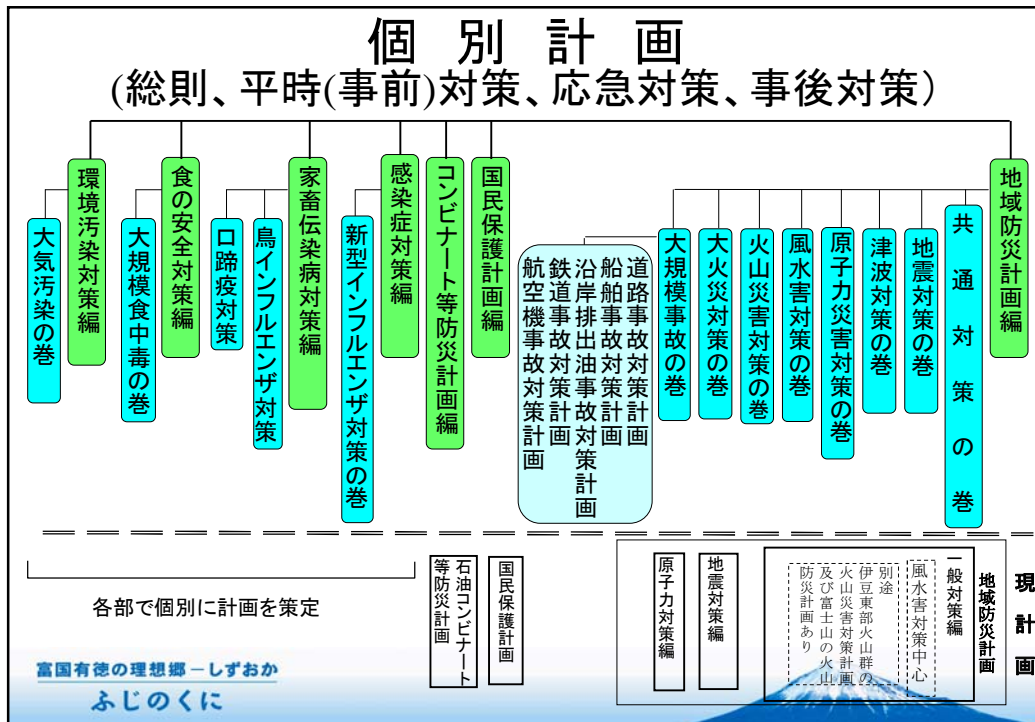 個別計画
(総則、平時(事前)対策、応急対策、事後対策)
地域防災計画編
共通対策の巻
地震対策の巻
津波対策の巻
原子力災害対策の巻
風水害対策の巻
火山災害対策の巻
大火災対策の巻
大規模事故の巻
道路事故対策計画
船舶事故対策計画
沿岸排出油事故対策計画
鉄道事故対策計画
航空機事故対策計画
国民保護計画編
コンビナート等防災計画編
感染症対策編
新型インフルエンザ対策の巻
家畜伝染病対策編
鳥インフルエンザ対策
口蹄疫対策
食の安全対策編
大規模食中毒の巻
環境汚染対策編
大気汚染の巻
現計画
地域防災計画
一般対策編
風水害対策中心
別途
伊豆東部火山群の
火山災害対策計画
及び富士山の火山
防災計画あり
地震対策編
原子力対策編
国民保護計画
石油コンビナート
等防災計画
各部で個別に計画を策定
富国有徳の理想郷-しずおか
ふじのくに